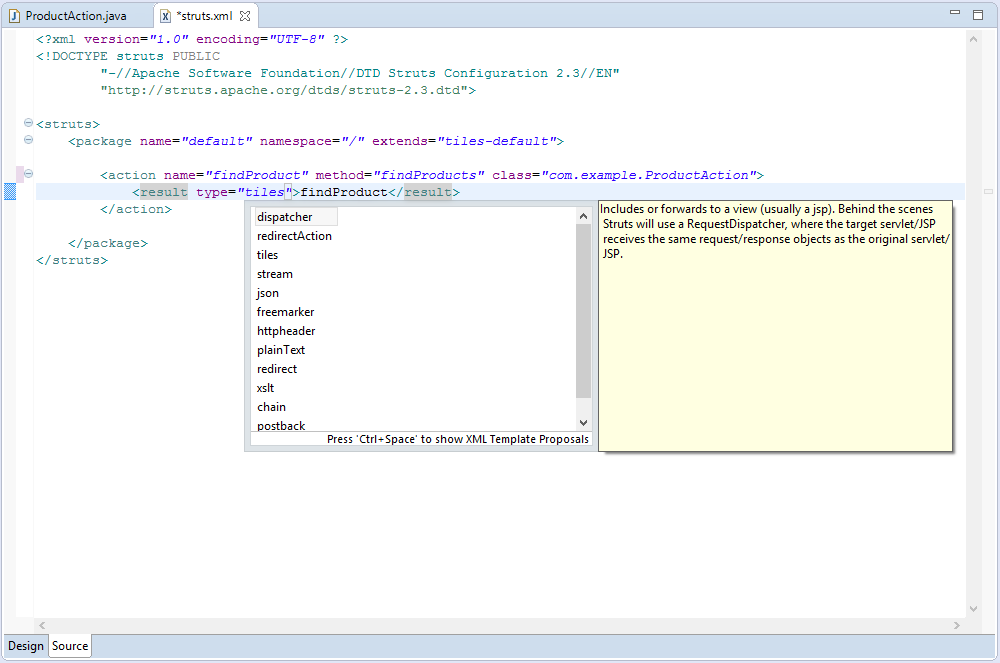 ProductAction.java
*struts.xml
<?xml version="1.0" encoding="UTF-8" ?>
<!DOCTYPE struts PUBLIC
"-//Apache Software Foundation//DTD Struts Configuration 2.3//EN"
"http://struts.apache.org/dtds/struts-2.3.dtd">
<struts>
<package name="default" namespace="/" extends="tiles-default">
<action name="findProduct" method="findProducts" class="com.example.ProductAction">
<result type="tiles">findProduct</result>
</action>
</package>
</struts>
dispatcher
redirectAction
tiles
stream
json
freemarker
httpheader
plainText
redirect
xslt
chain
postback
Press 'Ctrl+Space' to show XML Template Proposals
Includes or forwards to a view (usually a jsp). Behind the scenes
Struts will use a RequestDispatcher, where the target servlet/JSP
receives the same request/response objects as the original servlet/
JSP.
Design
Source